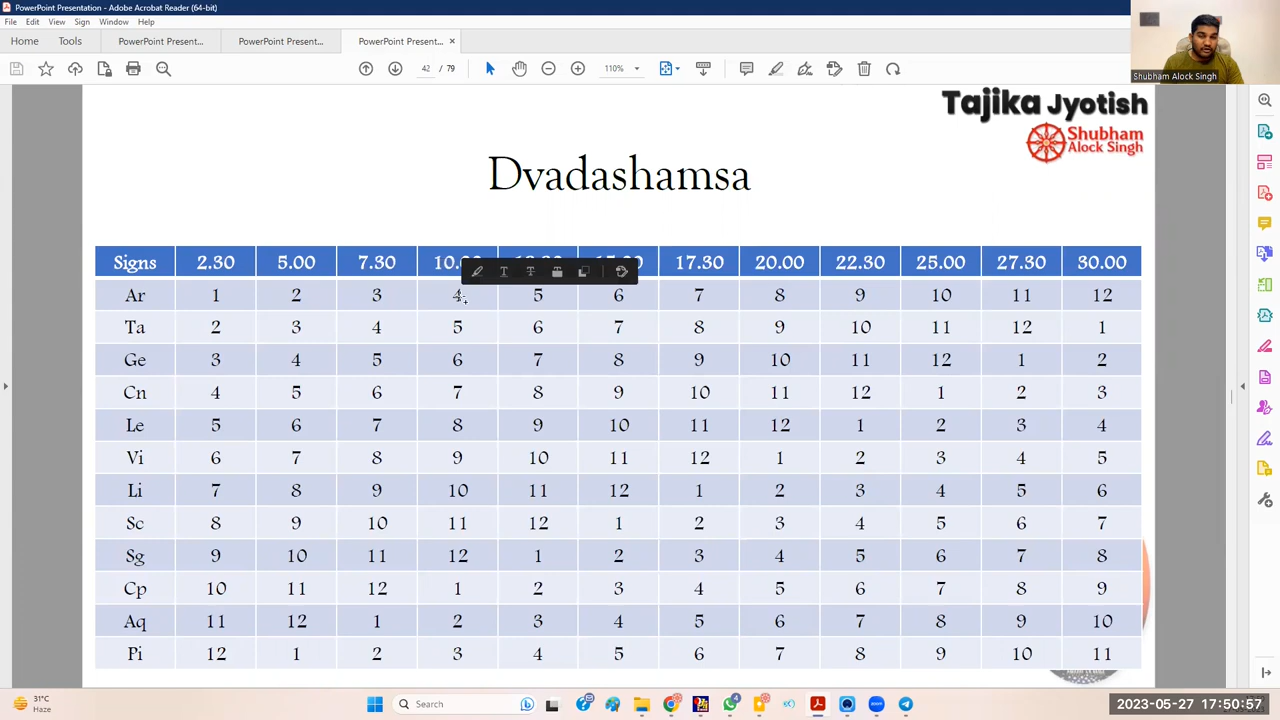 PowerPoint Presentation - Adobe Acrobat Reader (64-bit)
File Edit View Sign Window Help
Home Tools PowerPoint Present... PowerPoint Present... PowerPoint Present... ×
42 / 79 110%
Shubham Alock Singh
Tajika Jyotish
Shubham
Alock Singh
Dvadashamsa
Signs 2.30 5.00 7.30 17.30 20.00 22.30 25.00 27.30 30.00
Ar 1 2 3 4 5 6 7 8 9 10 11 12
Ta 2 3 4 5 6 7 8 9 10 11 12 1
Ge 3 4 5 6 7 8 9 10 11 12 1 2
Cn 4 5 6 7 8 9 10 11 12 1 2 3
Le 5 6 7 8 9 10 11 12 1 2 3 4
Vi 6 7 8 9 10 11 12 1 2 3 4 5
Li 7 8 9 10 11 12 1 2 3 4 5 6
Sc 8 9 10 11 12 1 2 3 4 5 6 7
Sg 9 10 11 12 1 2 3 4 5 6 7 8
Cp 10 11 12 1 2 3 4 5 6 7 8 9
Aq 11 12 1 2 3 4 5 6 7 8 9 10
Pi 12 1 2 3 4 5 6 7 8 9 10 11
31°C
Haze
Search
2023-05-27 17:50:57